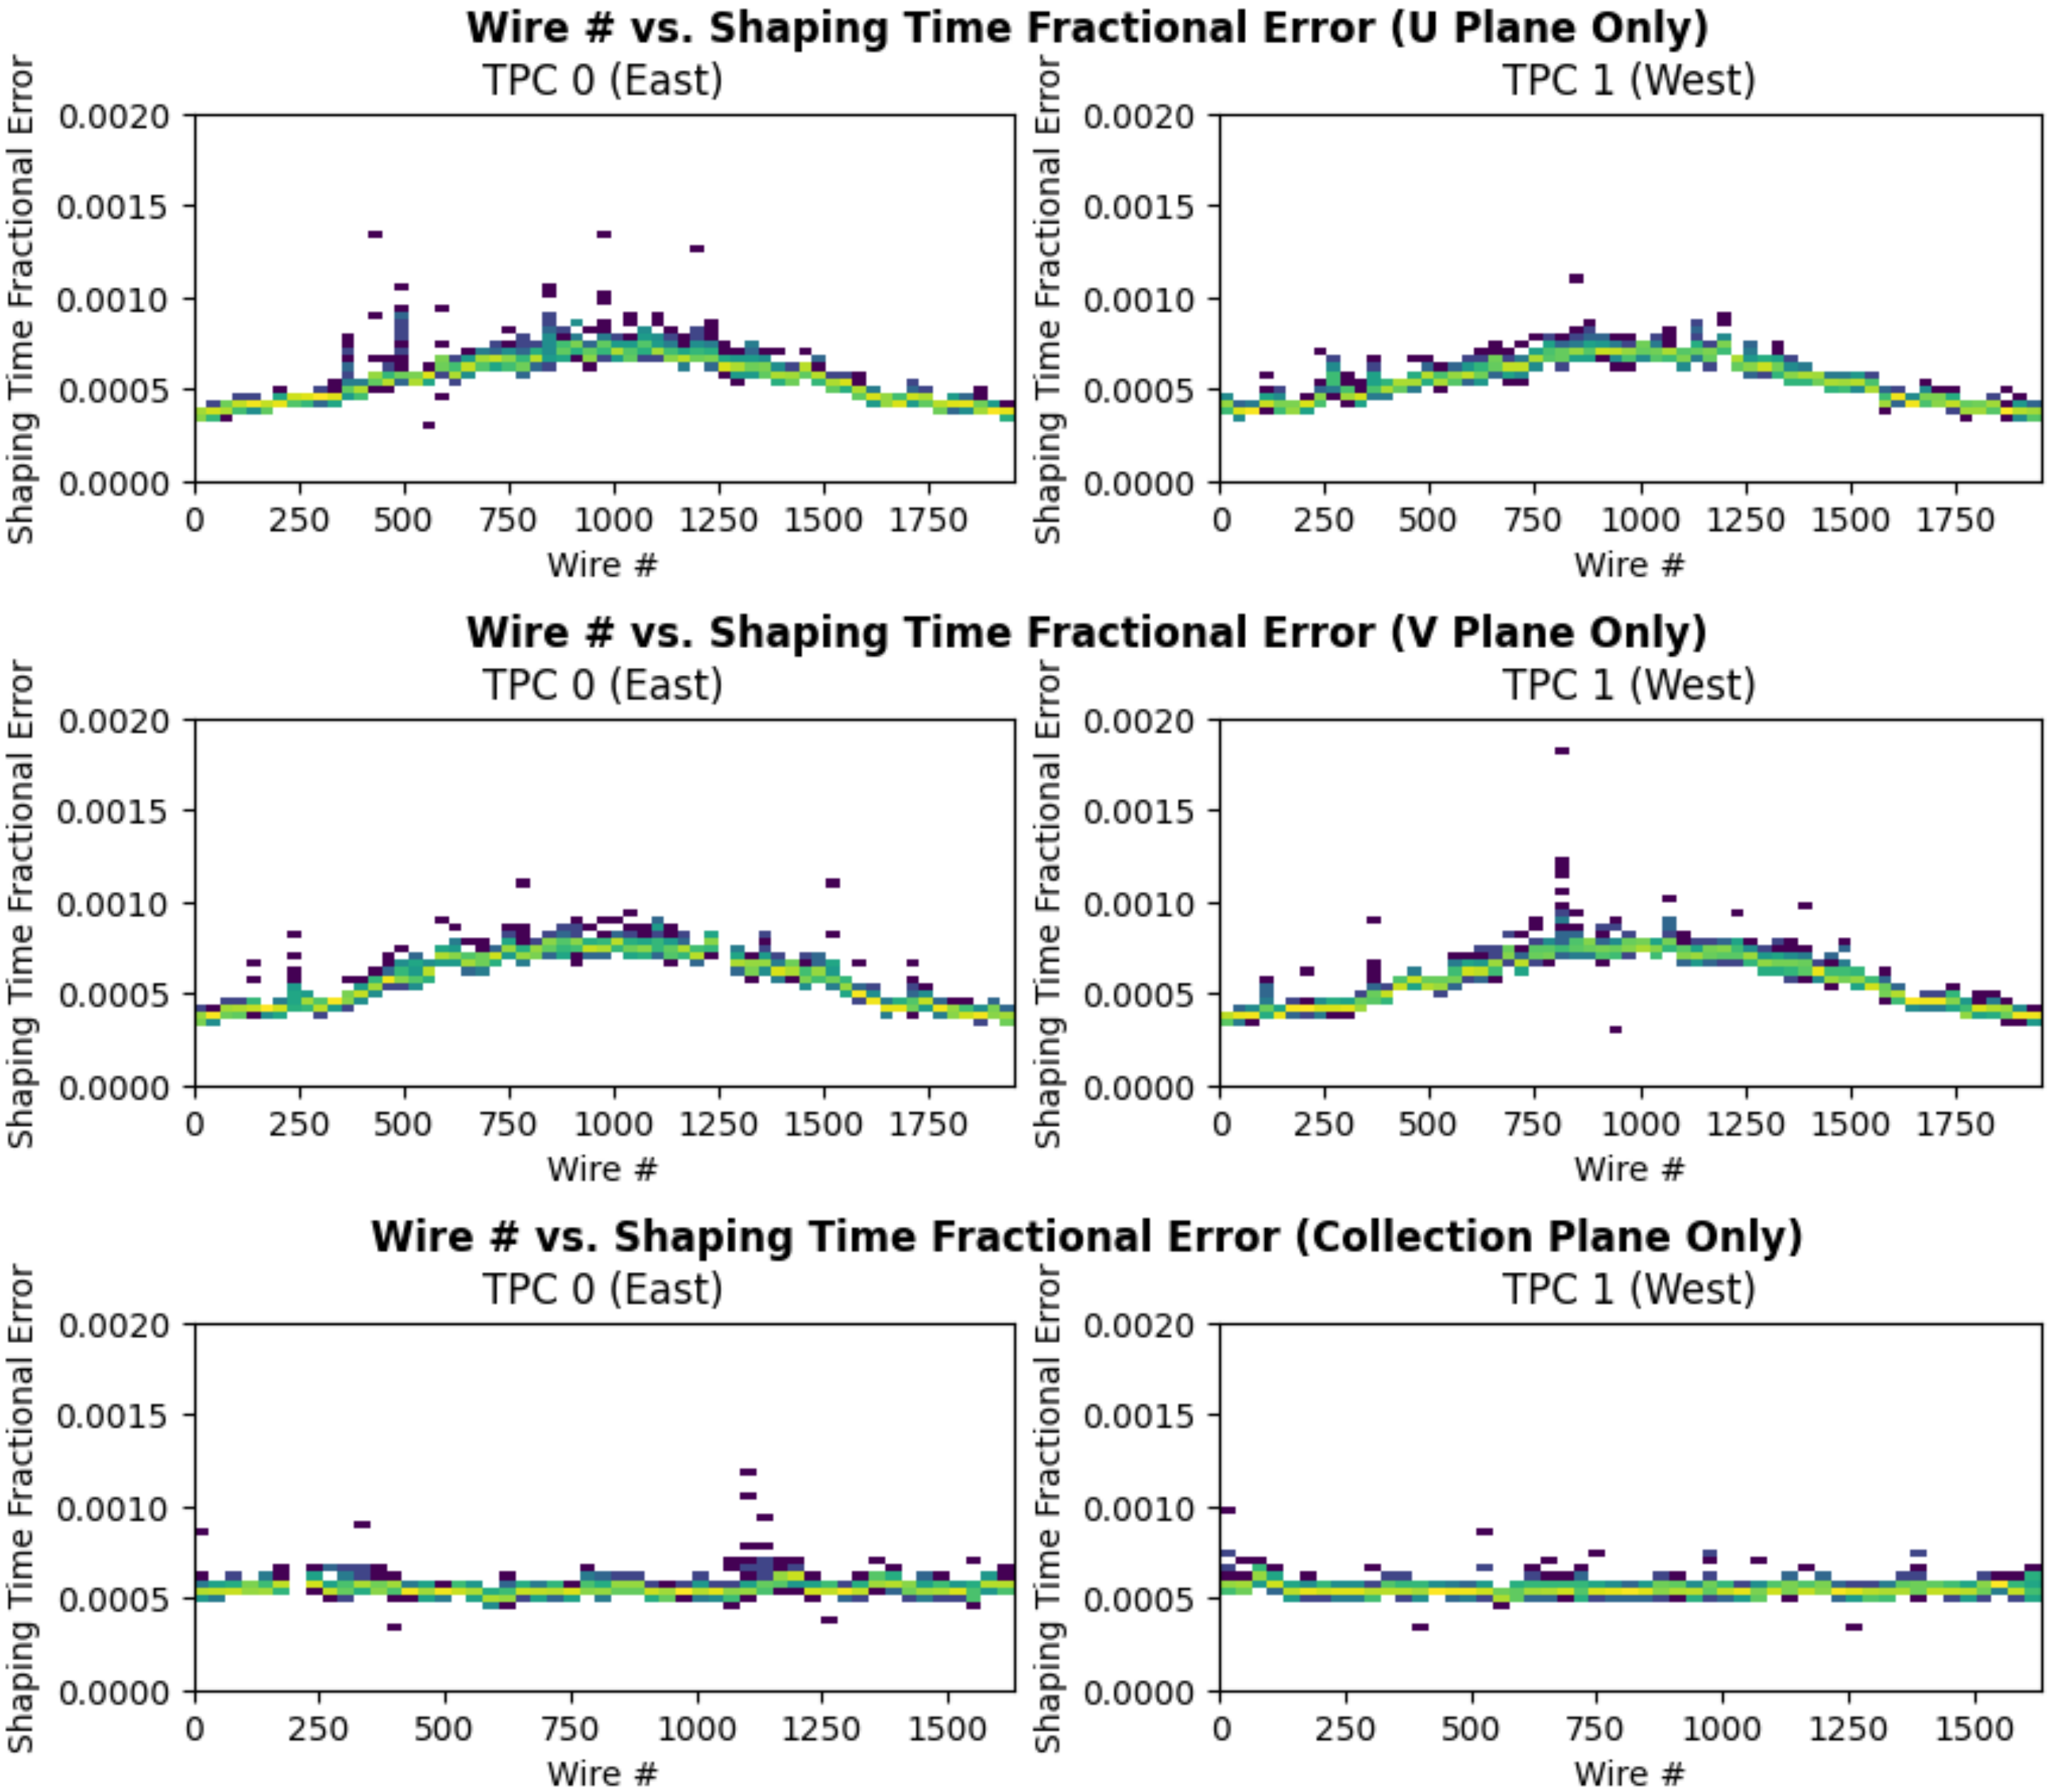 Wire # vs. Shaping Time Fractional Error (U Plane Only)
TPC 0 (East)
Shaping Time Fractional Error
0.0020
0.0015
0.0010
0.0005
0.0000
0 250 500 750 1000 1250 1500 1750
Wire #
TPC 1 (West)
Shaping Time Fractional Error
0.0020
0.0015
0.0010
0.0005
0.0000
0 250 500 750 1000 1250 1500 1750
Wire #
Wire # vs. Shaping Time Fractional Error (V Plane Only)
TPC 0 (East)
Shaping Time Fractional Error
0.0020
0.0015
0.0010
0.0005
0.0000
0 250 500 750 1000 1250 1500 1750
Wire #
TPC 1 (West)
Shaping Time Fractional Error
0.0020
0.0015
0.0010
0.0005
0.0000
0 250 500 750 1000 1250 1500 1750
Wire #
Wire # vs. Shaping Time Fractional Error (Collection Plane Only)
TPC 0 (East)
Shaping Time Fractional Error
0.0020
0.0015
0.0010
0.0005
0.0000
0 250 500 750 1000 1250 1500
Wire #
TPC 1 (West)
Shaping Time Fractional Error
0.0020
0.0015
0.0010
0.0005
0.0000
0 250 500 750 1000 1250 1500
Wire #